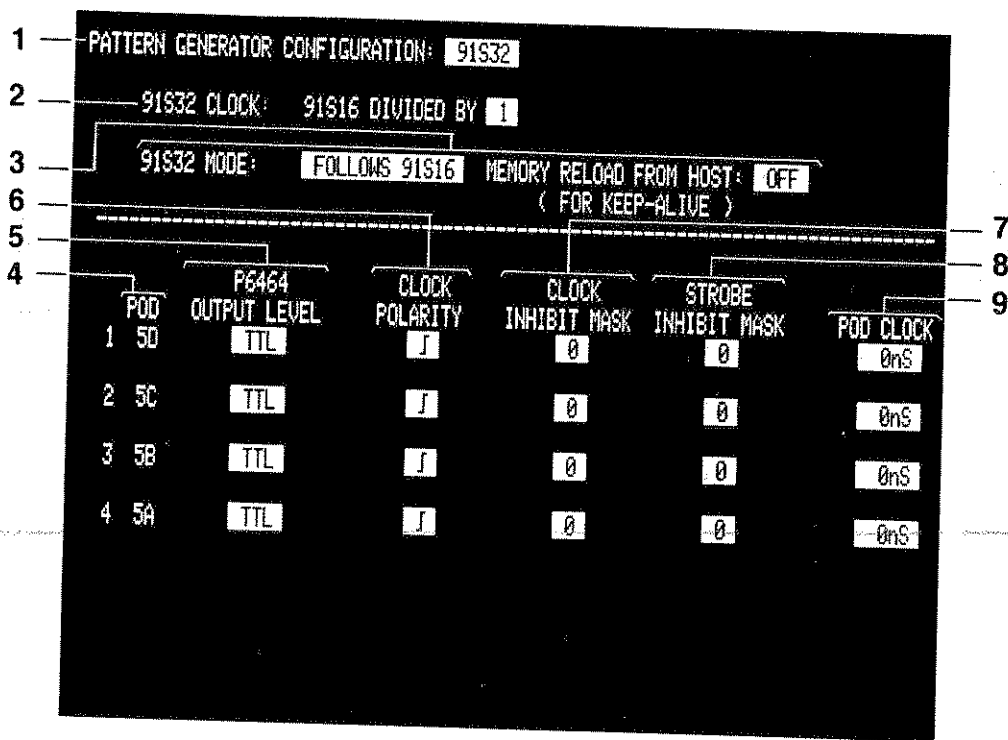 1 PATTERN GENERATOR CONFIGURATION: 91S32
2 91S32 CLOCK: 91S16 DIVIDED BY 1
3 91S32 MODE: FOLLOWS 91S16 MEMORY RELOAD FROM HOST: OFF
( FOR KEEP-ALIVE )
6 7
5 8
4 9
P6464 CLOCK CLOCK STROBE
POD OUTPUT LEVEL POLARITY INHIBIT MASK INHIBIT MASK POD CLOCK
1 5D TTL ʃ 0 0 0nS
2 5C TTL ʃ 0 0 0nS
3 5B TTL ʃ 0 0 0nS
4 5A TTL ʃ 0 0 0nS